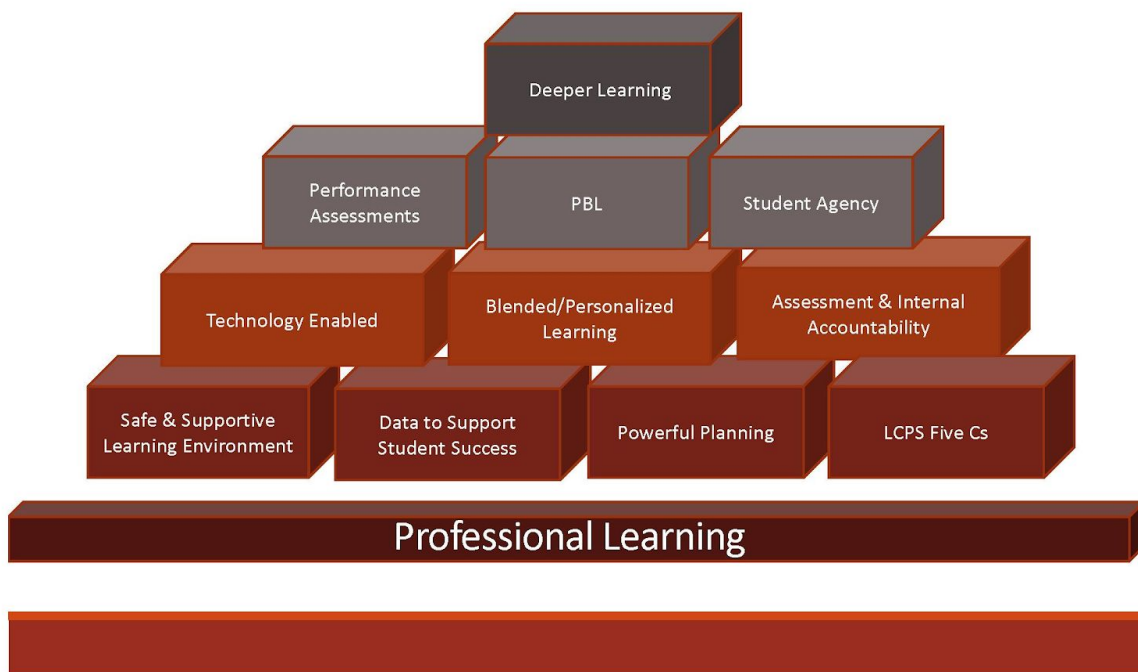 Deeper Learning
Performance
Assessments
PBL
Student Agency
Technology Enabled
Blended/Personalized
Learning
Assessment & Internal
Accountability
Safe & Supportive
Learning Environment
Data to Support
Student Success
Powerful Planning
LCPS Five Cs
Professional Learning